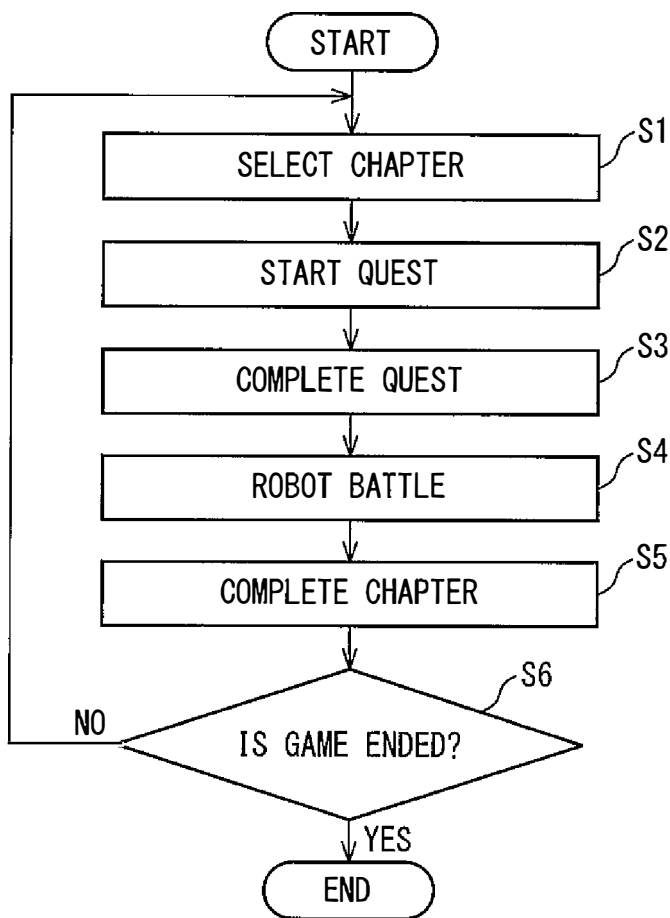 START
S1
SELECT CHAPTER
S2
START QUEST
S3
COMPLETE QUEST
S4
ROBOT BATTLE
S5
COMPLETE CHAPTER
S6
NO
IS GAME ENDED?
YES
END